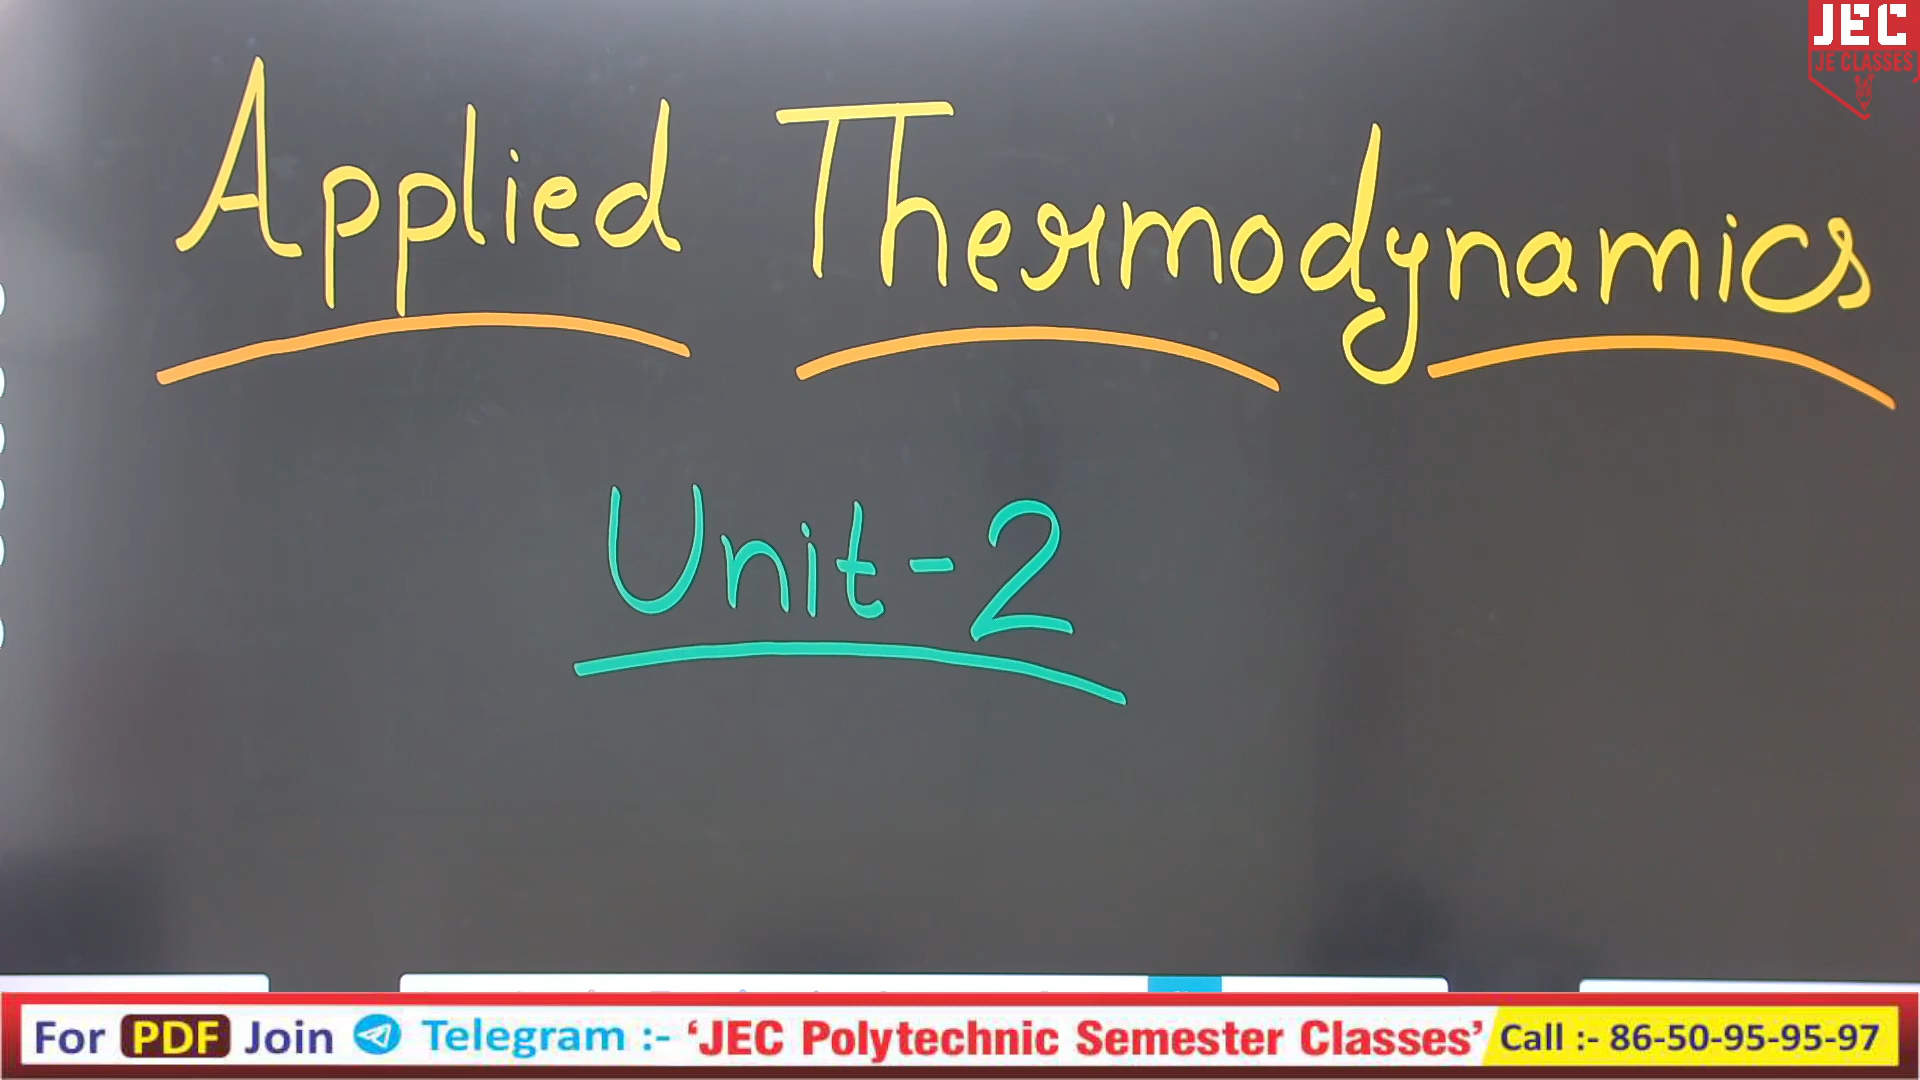 JEC
JE CLASSES
Applied Thermodynamics
Unit-2
For PDF Join Telegram :- ‘JEC Polytechnic Semester Classes’ Call :- 86-50-95-95-97